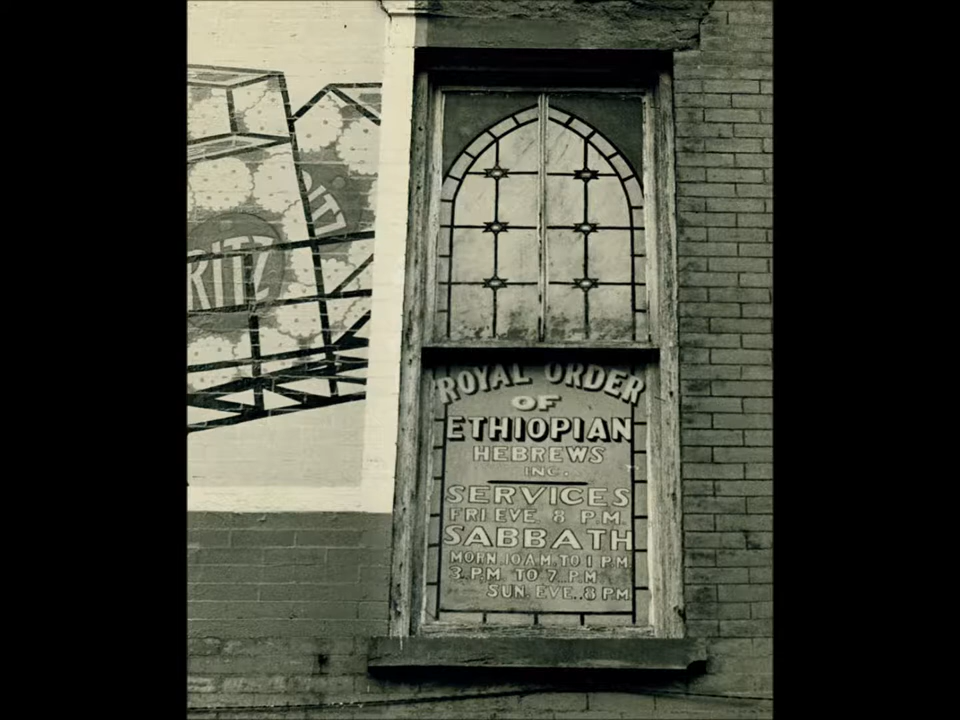 RITZ
RITZ
ROYAL ORDER
OF
ETHIOPIAN
HEBREWS
INC.
SERVICES
FRI EVE. 8 P.M.
SABBATH
MORN. 10 A.M. TO 1 P.M.
3 P.M. TO 7 P.M.
SUN. EVE. 8 P.M.